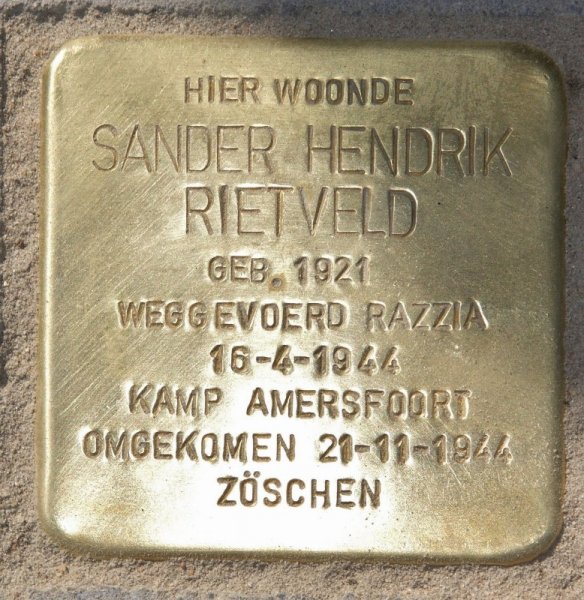 HIER WOONDE
SANDER HENDRIK
RIETVELD
GEB. 1921
WEGGEVOERD RAZZIA
16-4-1944
KAMP AMERSFOORT
OMGEKOMEN 21-11-1944
ZÖSCHEN